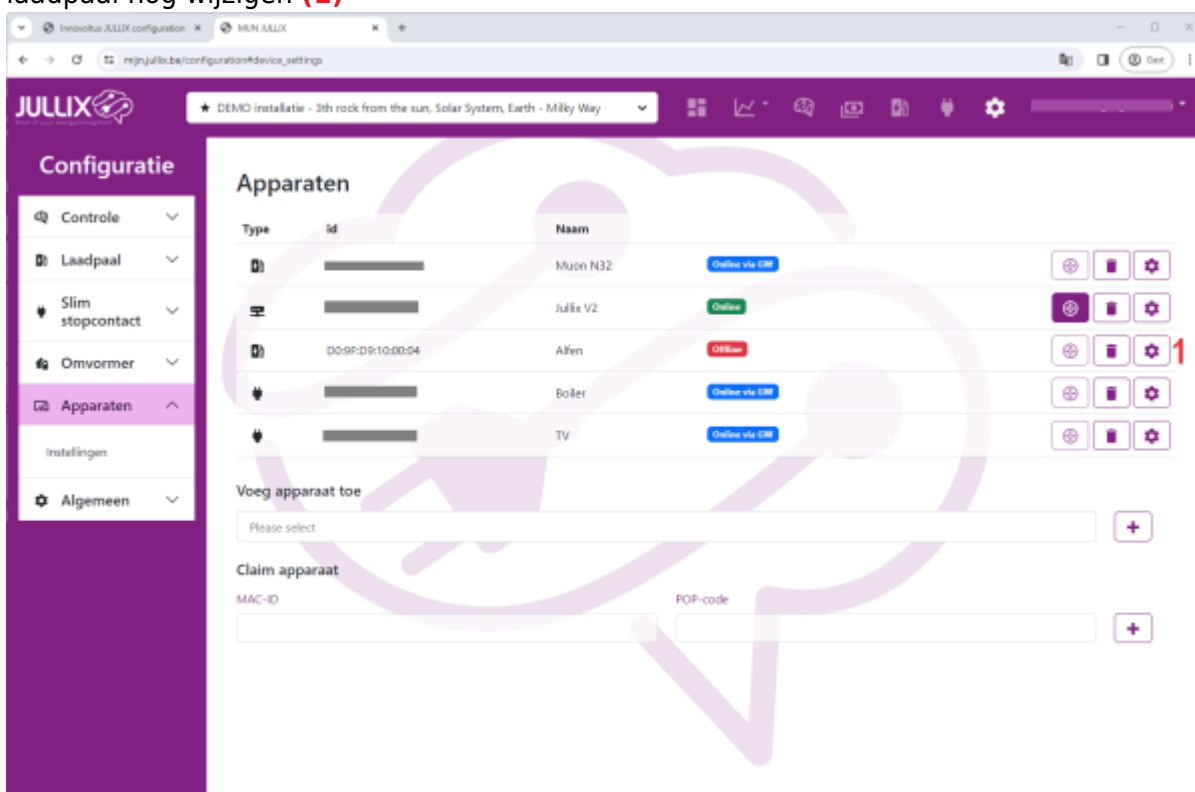 laadpaal nog wijzigen (1)
Innovoltus JULLIX configuration
MIJN JULLIX
mijnjullix.be/configuration#device_settings
JULLIX
★ DEMO installatie - 3th rock from the sun, Solar System, Earth - Milky Way
Configuratie
Controle
Laadpaal
Slim
stopcontact
Omvormer
Apparaten
Instellingen
Algemeen
Apparaten
Type Id Naam
Muon N32 Online via GW
Jullix V2 Online
D0:9F:D9:10:00:04 Alfen Offline 1
Boiler Online via GW
TV Online via GW
Voeg apparaat toe
Please select
+
Claim apparaat
MAC-ID POP-code
+